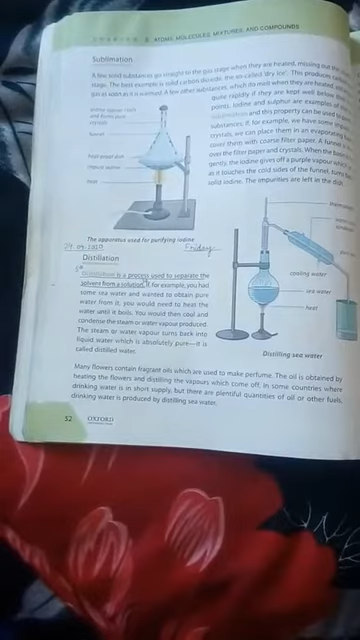 CHAPTER 5 ATOMS, MOLECULES, MIXTURES, AND COMPOUNDS
Sublimation
A few solid substances go straight to the gas stage when they are heated, missing out the
stage. The best example is solid carbon dioxide, the so-called 'dry ice'. This produces
gas as soon as it is warmed. A few other substances, which do melt when they are heated,
quite rapidly if they are kept well below
points. Iodine and sulphur are examples of
and this property can be used to
substances. If, for example, we have some
crystals, we can place them in an evaporating
cover them with coarse filter paper. A funnel is
over the filter paper and crystals. When the
gently, the iodine gives off a purple vapour
as it touches the cold sides of the funnel,
solid iodine. The impurities are left in the dish.
iodine vapour cools
and forms pure
crystals
funnel
evaporating dish
impure iodine
heat
The apparatus used for purifying iodine
Friday
Distillation
Distillation is a process used to separate the
solvent from a solution. If, for example, you had
some sea water and wanted to obtain pure
water from it, you would need to heat the
water until it boils. You would then cool and
condense the steam or water vapour produced.
The steam or water vapour turns back into
liquid water which is absolutely pure—it is
called distilled water.
cooling water
sea water
heat
Distilling sea water
Many flowers contain fragrant oils which are used to make perfume. The oil is obtained by
heating the flowers and distilling the vapours which come off. In some countries where
drinking water is in short supply, but there are plentiful quantities of oil or other fuels,
drinking water is produced by distilling sea water.
52 OXFORD